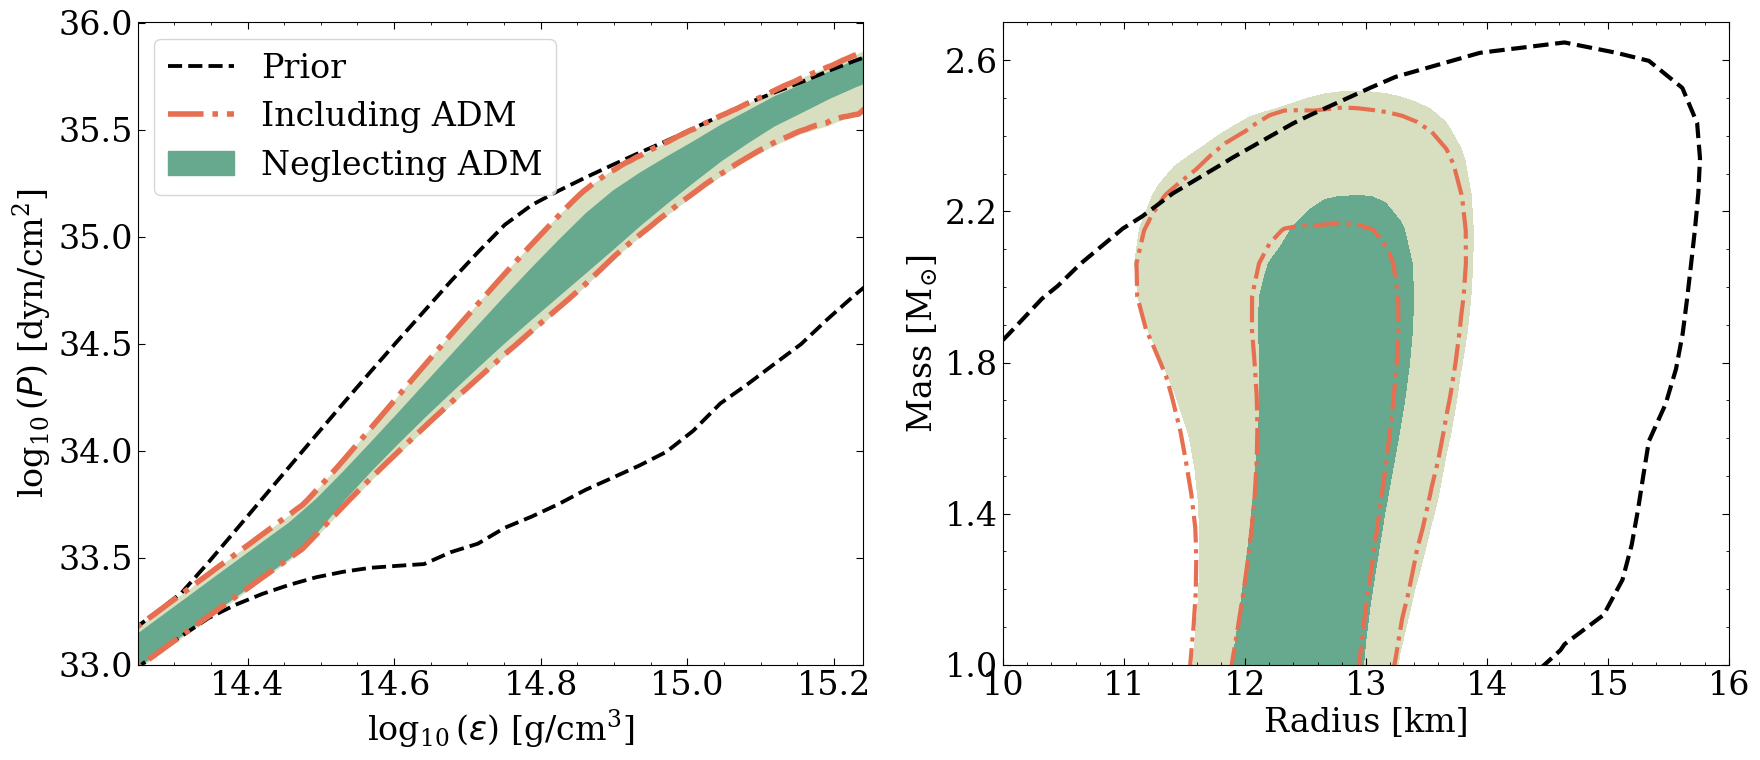 36.0
35.5
35.0
34.5
34.0
33.5
33.0
log₁₀(P) [dyn/cm²]
Prior
Including ADM
Neglecting ADM
14.4 14.6 14.8 15.0 15.2
log₁₀(ε) [g/cm³]
2.6
2.2
1.8
1.4
1.0
Mass [M⊙]
10 11 12 13 14 15 16
Radius [km]